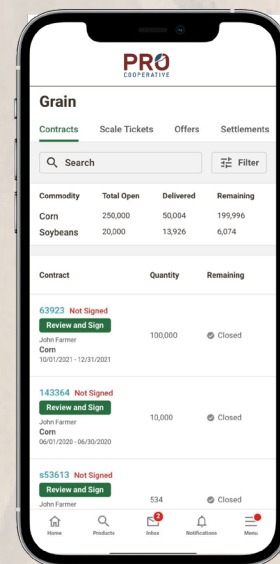 PRO
COOPERATIVE
Grain
Contracts Scale Tickets Offers Settlements
Search Filter
Commodity Total Open Delivered Remaining
Corn 250,000 50,004 199,996
Soybeans 20,000 13,926 6,074
Contract Quantity Remaining
63923 Not Signed
Review and Sign
100,000 Closed
John Farmer
Corn
10/01/2021 - 12/31/2021
143364 Not Signed
Review and Sign
10,000 Closed
John Farmer
Corn
06/01/2020 - 06/30/2020
s53613 Not Signed
Review and Sign
534 Closed
John Farmer
2
Home Products Inbox Notifications Menu